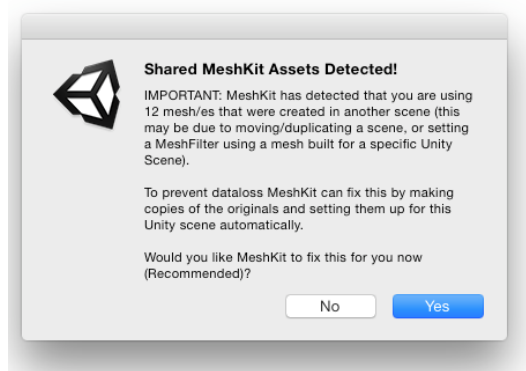 Shared MeshKit Assets Detected!
IMPORTANT: MeshKit has detected that you are using
12 mesh/es that were created in another scene (this
may be due to moving/duplicating a scene, or setting
a MeshFilter using a mesh built for a specific Unity
Scene).
To prevent dataloss MeshKit can fix this by making
copies of the originals and setting them up for this
Unity scene automatically.
Would you like MeshKit to fix this for you now
(Recommended)?
No
Yes